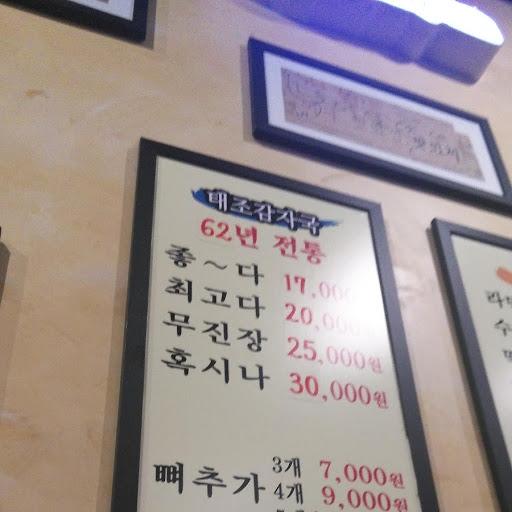 태조감자국
62년 전통
좋~다 17,000
최고다 20,000
무진장 25,000원
혹시나 30,000원
뼈추가 3개 7,000원
4개 9,000원